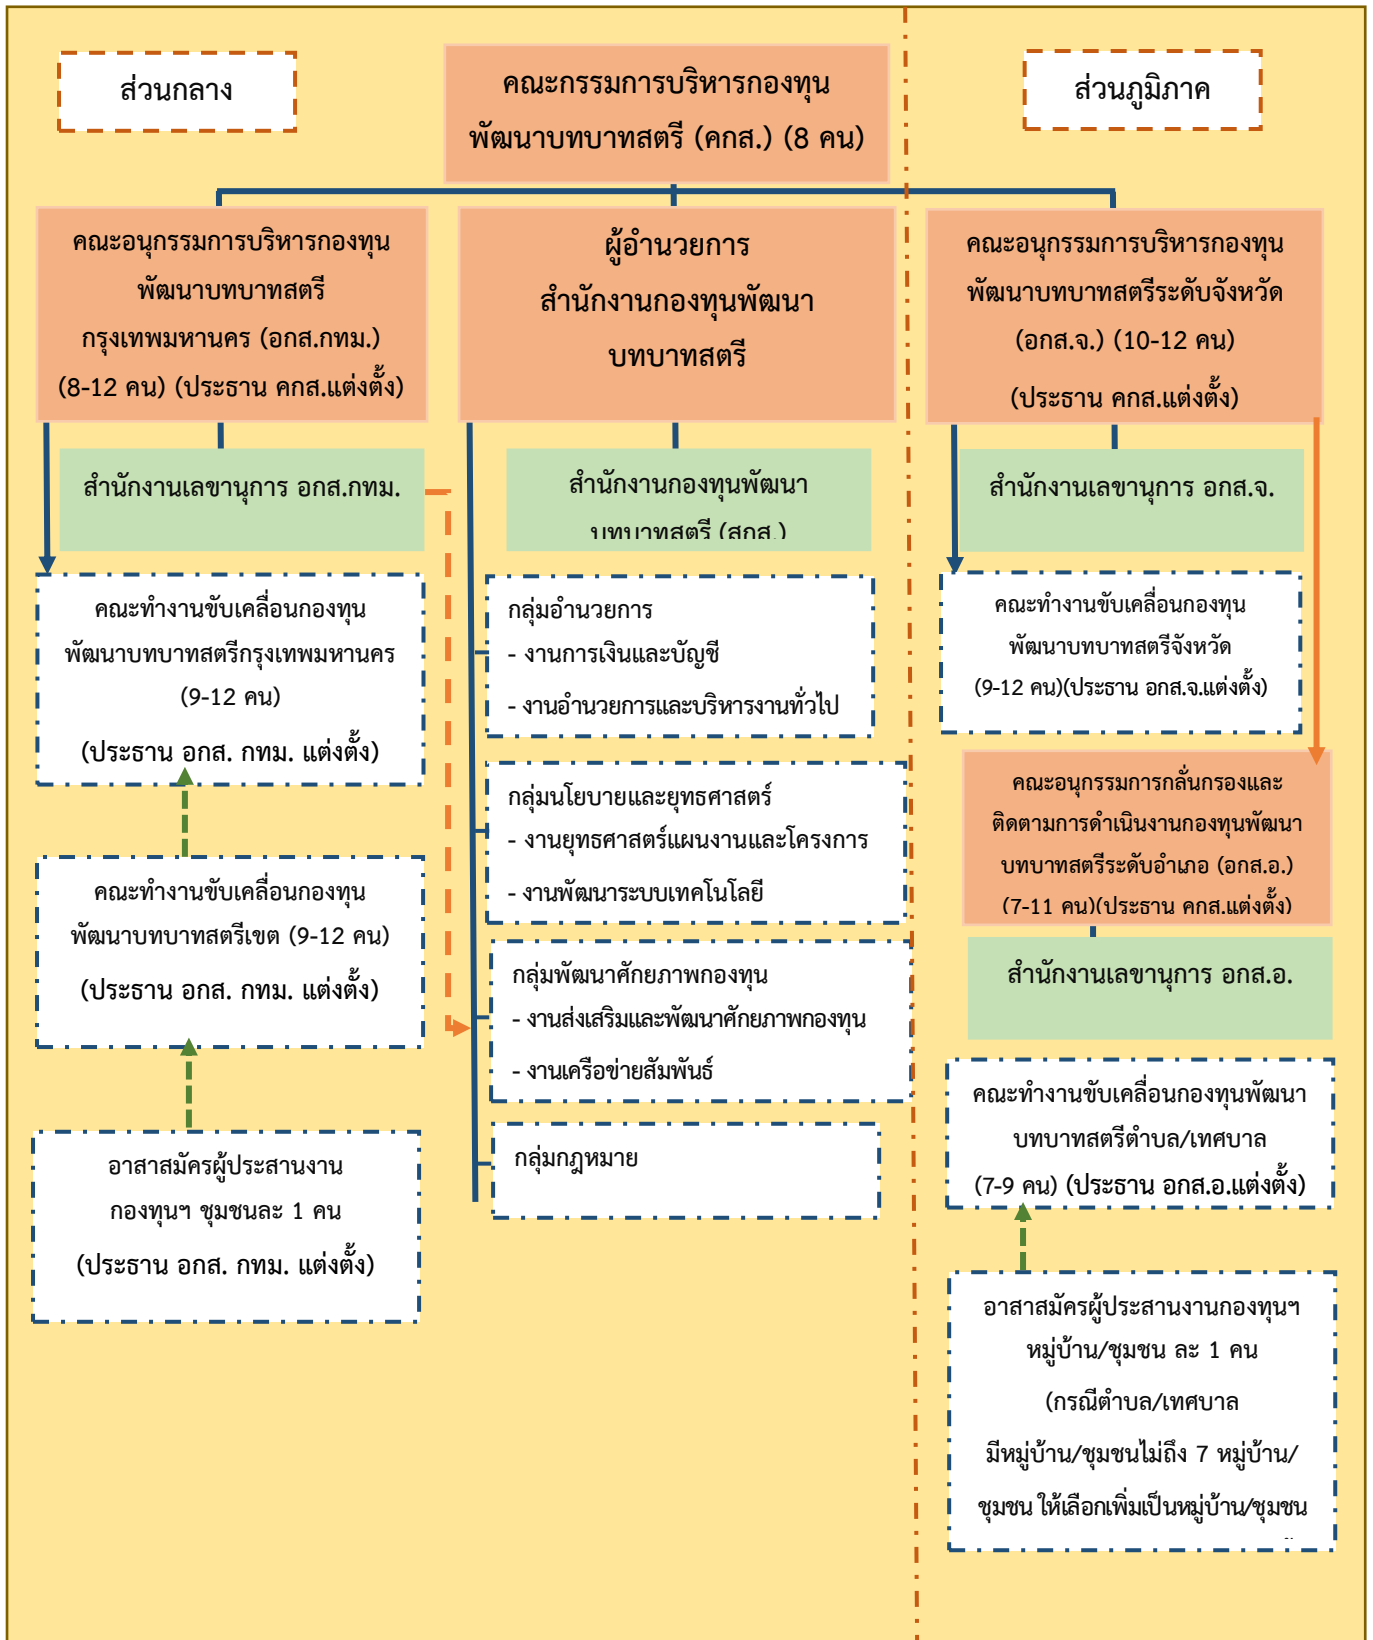 ส่วนกลาง
คณะกรรมการบริหารกองทุน
พัฒนาบทบาทสตรี (คกส.) (8 คน)
ส่วนภูมิภาค
คณะอนุกรรมการบริหารกองทุน
พัฒนาบทบาทสตรี
กรุงเทพมหานคร (อกส.กทม.)
(8-12 คน) (ประธาน คกส.แต่งตั้ง)
ผู้อำนวยการ
สำนักงานกองทุนพัฒนา
บทบาทสตรี
คณะอนุกรรมการบริหารกองทุน
พัฒนาบทบาทสตรีระดับจังหวัด
(อกส.จ.) (10-12 คน)
(ประธาน คกส.แต่งตั้ง)
สำนักงานเลขานุการ อกส.กทม.
สำนักงานกองทุนพัฒนา
บทบาทสตรี (สกส.)
สำนักงานเลขานุการ อกส.จ.
คณะทำงานขับเคลื่อนกองทุน
พัฒนาบทบาทสตรีกรุงเทพมหานคร
(9-12 คน)
(ประธาน อกส. กทม. แต่งตั้ง)
คณะทำงานขับเคลื่อนกองทุน
พัฒนาบทบาทสตรีเขต (9-12 คน)
(ประธาน อกส. กทม. แต่งตั้ง)
อาสาสมัครผู้ประสานงาน
กองทุนฯ ชุมชนละ 1 คน
(ประธาน อกส. กทม. แต่งตั้ง)
กลุ่มอำนวยการ
- งานการเงินและบัญชี
- งานอำนวยการและบริหารงานทั่วไป
กลุ่มนโยบายและยุทธศาสตร์
- งานยุทธศาสตร์แผนงานและโครงการ
- งานพัฒนาระบบเทคโนโลยี
กลุ่มพัฒนาศักยภาพกองทุน
- งานส่งเสริมและพัฒนาศักยภาพกองทุน
- งานเครือข่ายสัมพันธ์
กลุ่มกฎหมาย
คณะทำงานขับเคลื่อนกองทุน
พัฒนาบทบาทสตรีจังหวัด
(9-12 คน)(ประธาน อกส.จ.แต่งตั้ง)
คณะอนุกรรมการกลั่นกรองและ
ติดตามการดำเนินงานกองทุนพัฒนา
บทบาทสตรีระดับอำเภอ (อกส.อ.)
(7-11 คน)(ประธาน คกส.แต่งตั้ง)
สำนักงานเลขานุการ อกส.อ.
คณะทำงานขับเคลื่อนกองทุนพัฒนา
บทบาทสตรีตำบล/เทศบาล
(7-9 คน) (ประธาน อกส.อ.แต่งตั้ง)
อาสาสมัครผู้ประสานงานกองทุนฯ
หมู่บ้าน/ชุมชน ละ 1 คน
(กรณีตำบล/เทศบาล
มีหมู่บ้าน/ชุมชนไม่ถึง 7 หมู่บ้าน/
ชุมชน ให้เลือกเพิ่มเป็นหมู่บ้าน/ชุมชน